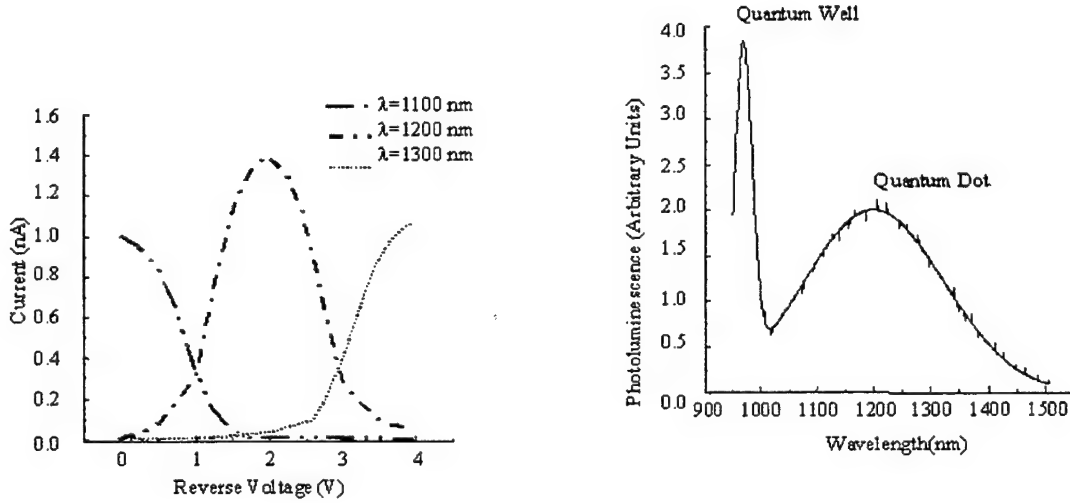 λ=1100 nm
λ=1200 nm
λ=1300 nm
1.6
1.4
1.2
1.0
0.8
0.6
0.4
0.2
0.0
Current (nA)
0 1 2 3 4
Reverse Voltage (V)
Quantum Well
Quantum Dot
4.0
3.5
3.0
2.5
2.0
1.5
1.0
0.5
0.0
Photoluminescence (Arbitrary Units)
900 1000 1100 1200 1300 1400 1.500
Wavelength(nm)